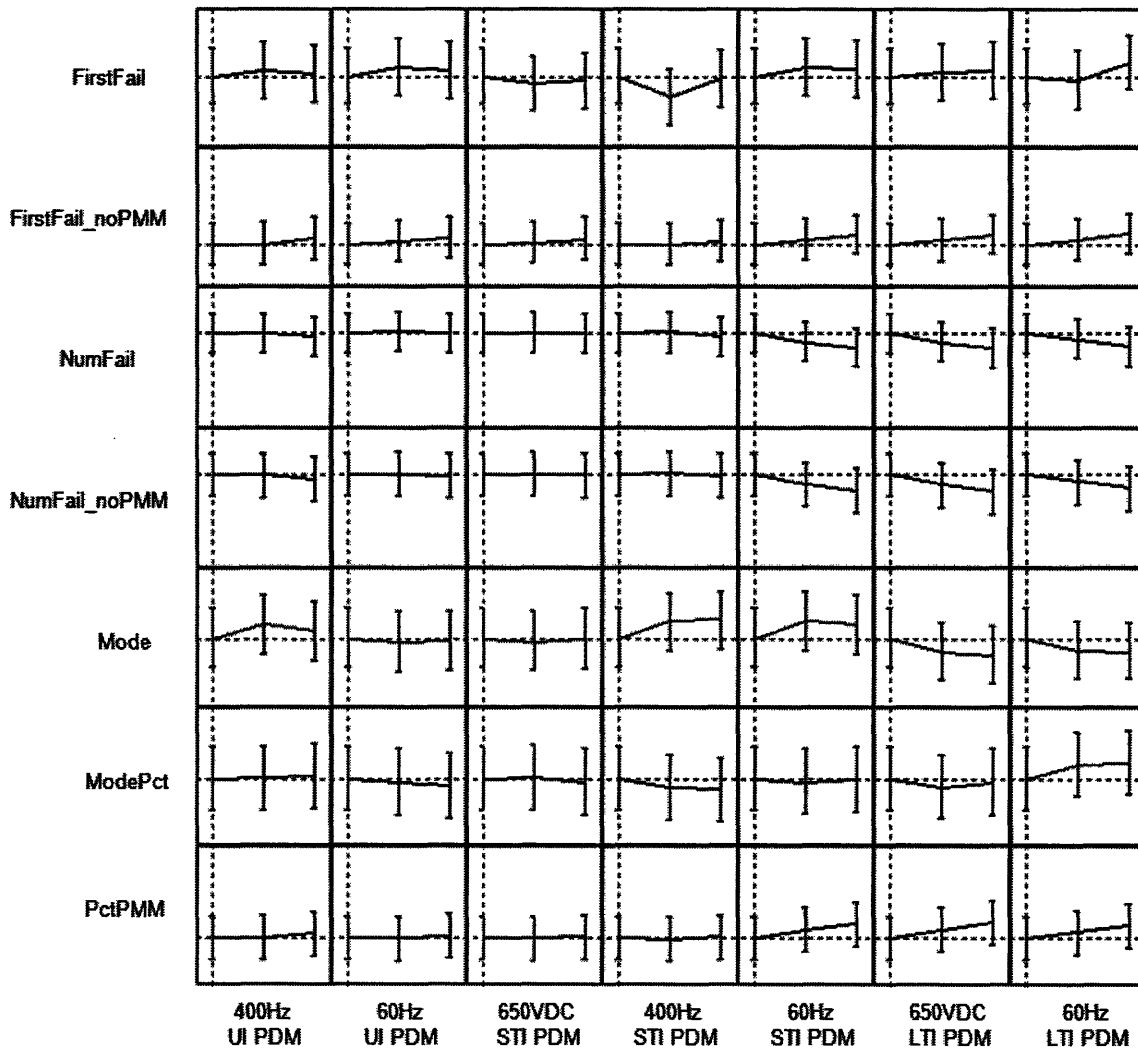 FirstFail
FirstFail_noPMM
NumFail
NumFail_noPMM
Mode
ModePct
PctPMM
400Hz 60Hz 650VDC 400Hz 60Hz 650VDC 60Hz
UI PDM UI PDM STI PDM STI PDM STI PDM LTI PDM LTI PDM